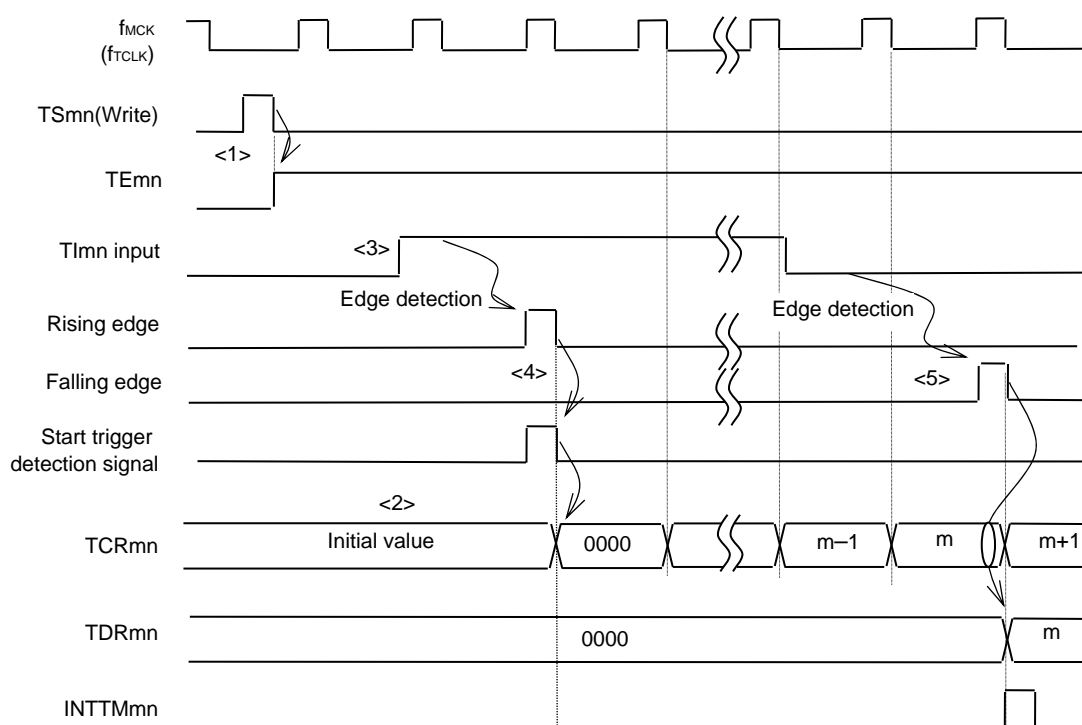 fMCK
(fTCLK)
TSmn(Write)
<1>
TEmn
TImn input
<3>
Edge detection
Edge detection
Rising edge
<4>
<5>
Falling edge
Start trigger
detection signal
<2>
TCRmn
Initial value
0000
m–1
m
m+1
TDRmn
0000
m
INTTMmn